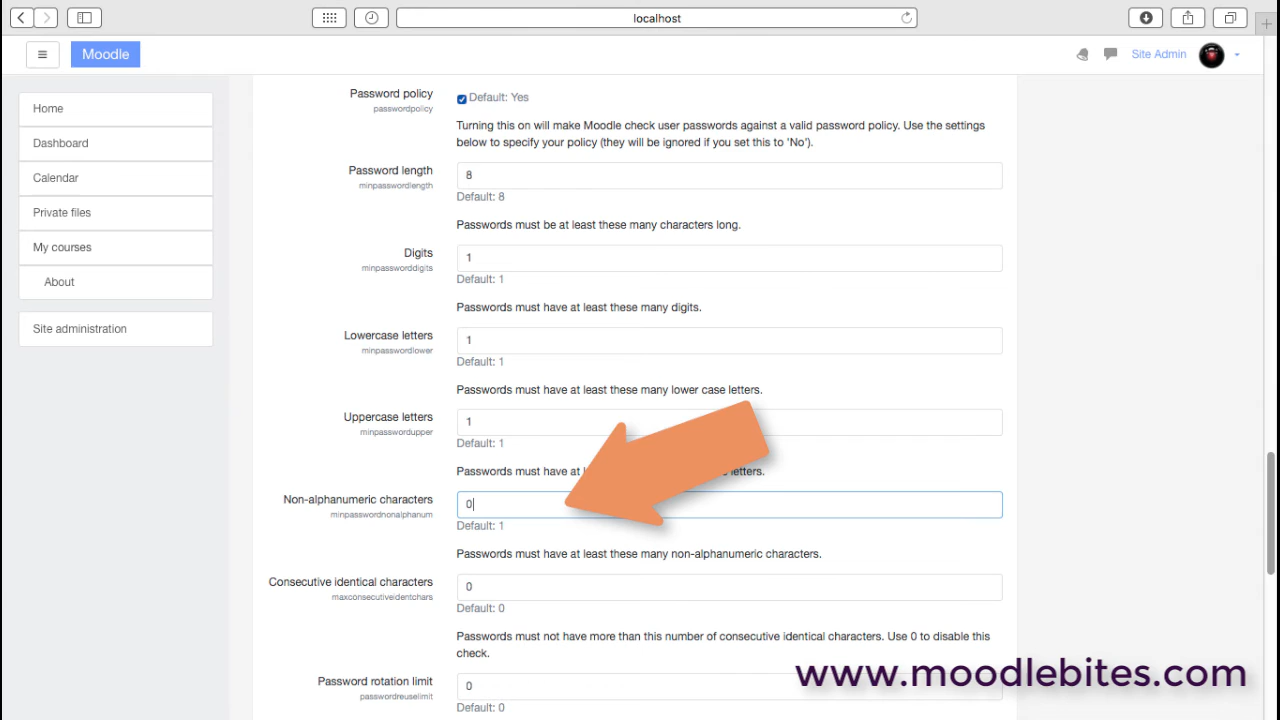 localhost
Moodle
Site Admin
Home
Dashboard
Calendar
Private files
My courses
About
Site administration
Password policy
passwordpolicy
Default: Yes
Turning this on will make Moodle check user passwords against a valid password policy. Use the settings
below to specify your policy (they will be ignored if you set this to 'No').
Password length
minpasswordlength
8
Default: 8
Passwords must be at least these many characters long.
Digits
minpassworddigits
1
Default: 1
Passwords must have at least these many digits.
Lowercase letters
minpasswordlower
1
Default: 1
Passwords must have at least these many lower case letters.
Uppercase letters
minpasswordupper
1
Default: 1
Passwords must have at letters.
Non-alphanumeric characters
minpasswordnonalphanum
0
Default: 1
Passwords must have at least these many non-alphanumeric characters.
Consecutive identical characters
maxconsecutiveidentchars
0
Default: 0
Passwords must not have more than this number of consecutive identical characters. Use 0 to disable this
check.
Password rotation limit
passwordreuselimit
0
Default: 0
www.moodlebites.com